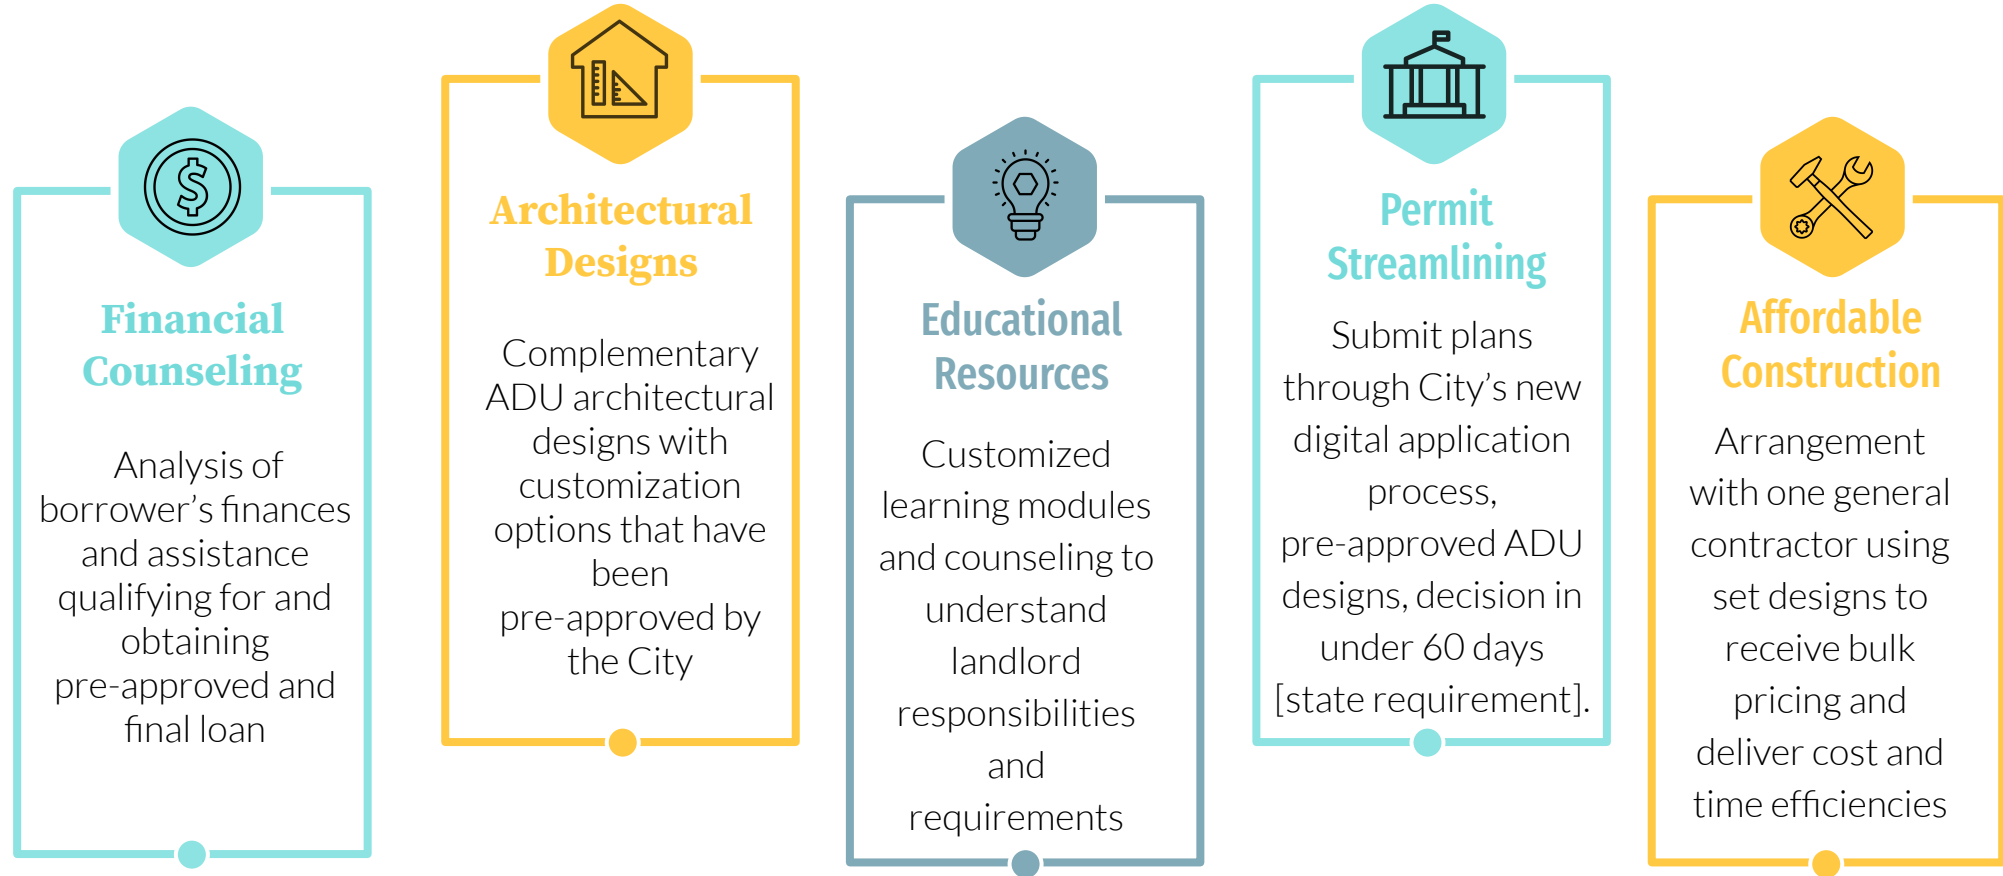 Financial
Counseling
Analysis of
borrower’s finances
and assistance
qualifying for and
obtaining
pre-approved and
final loan
Architectural
Designs
Complementary
ADU architectural
designs with
customization
options that have
been
pre-approved by
the City
Educational
Resources
Customized
learning modules
and counseling to
understand
landlord
responsibilities
and
requirements
Permit
Streamlining
Submit plans
through City’s new
digital application
process,
pre-approved ADU
designs, decision in
under 60 days
[state requirement].
Affordable
Construction
Arrangement
with one general
contractor using
set designs to
receive bulk
pricing and
deliver cost and
time efficiencies